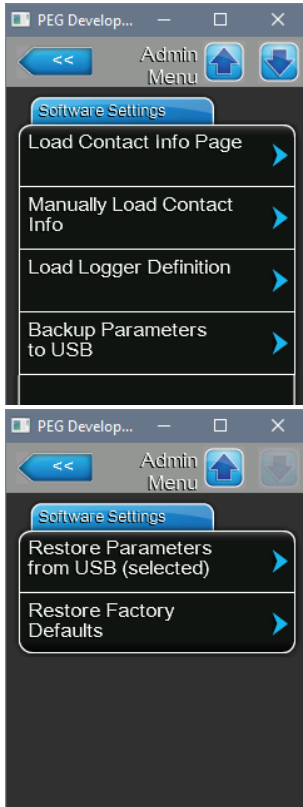 PEG Develop...
<<
Admin
Menu
Software Settings
Load Contact Info Page
Manually Load Contact
Info
Load Logger Definition
Backup Parameters
to USB
PEG Develop...
<<
Admin
Menu
Software Settings
Restore Parameters
from USB (selected)
Restore Factory
Defaults